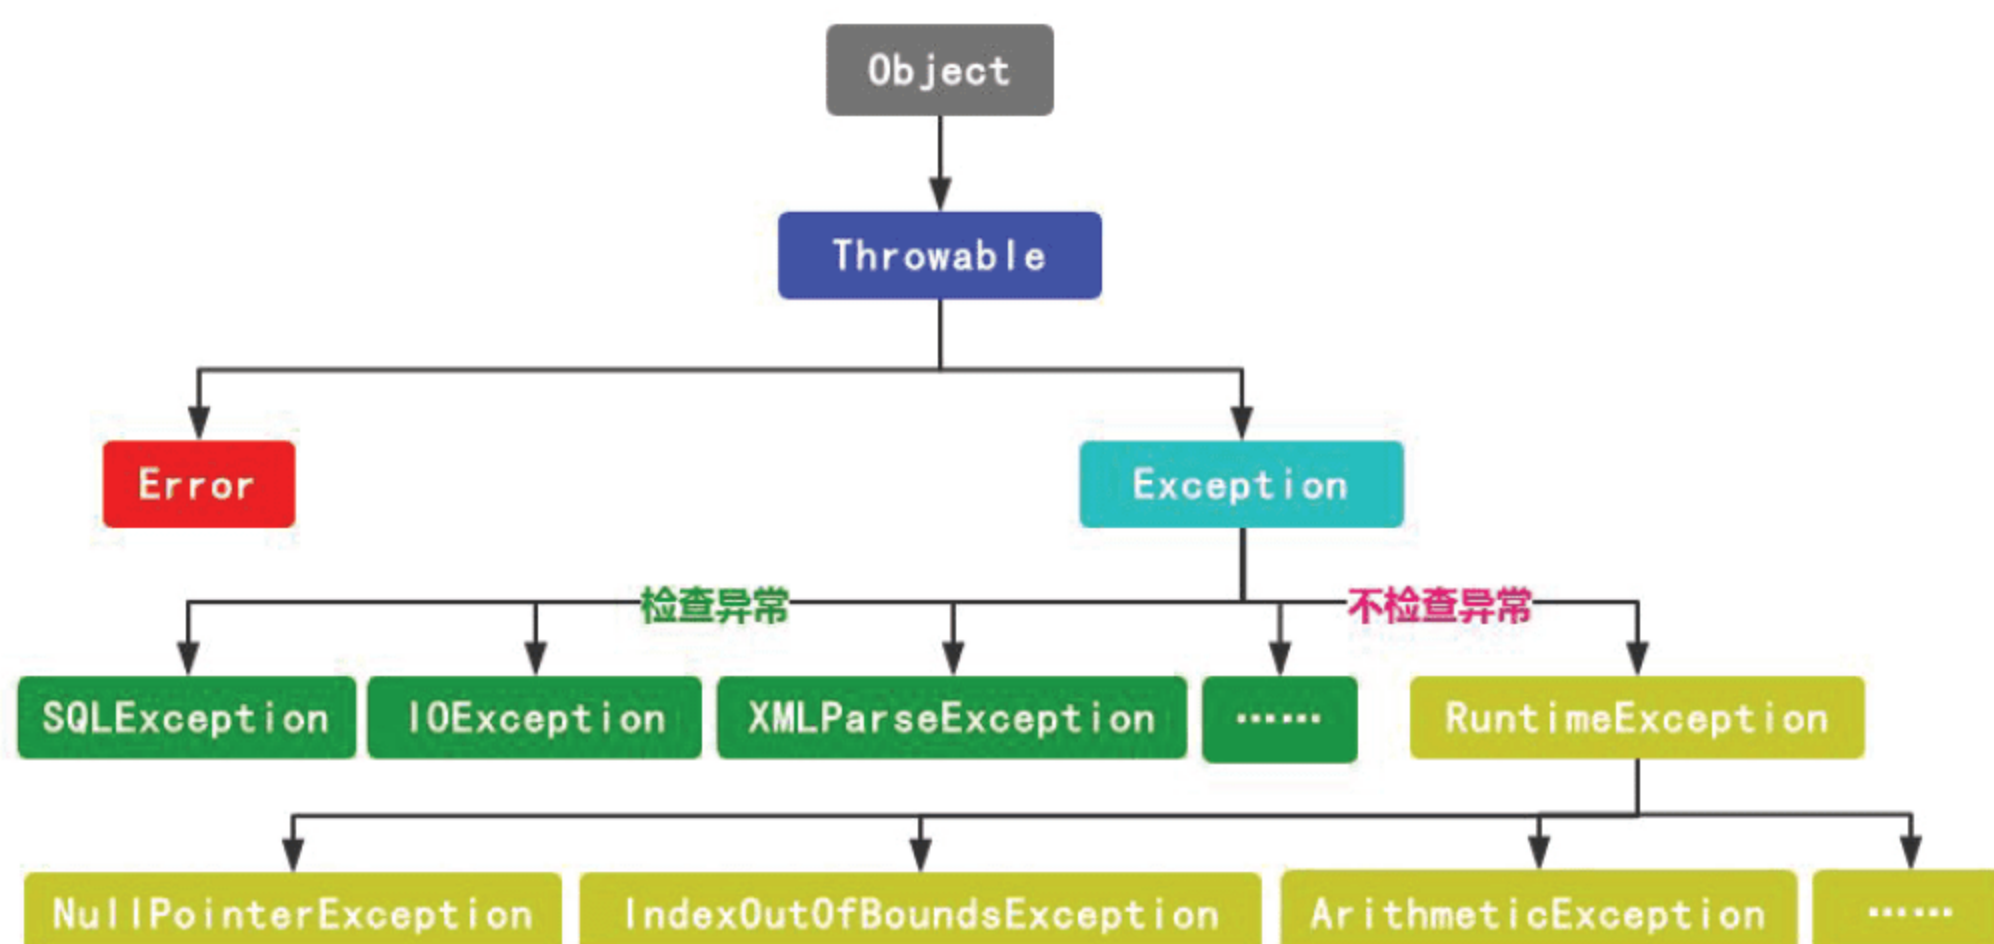 Object
Throwable
Error
Exception
检查异常
不检查异常
SQLException
IOException
XMLParseException
……
RuntimeException
NullPointerException
IndexOutOfBoundsException
ArithmeticException
……